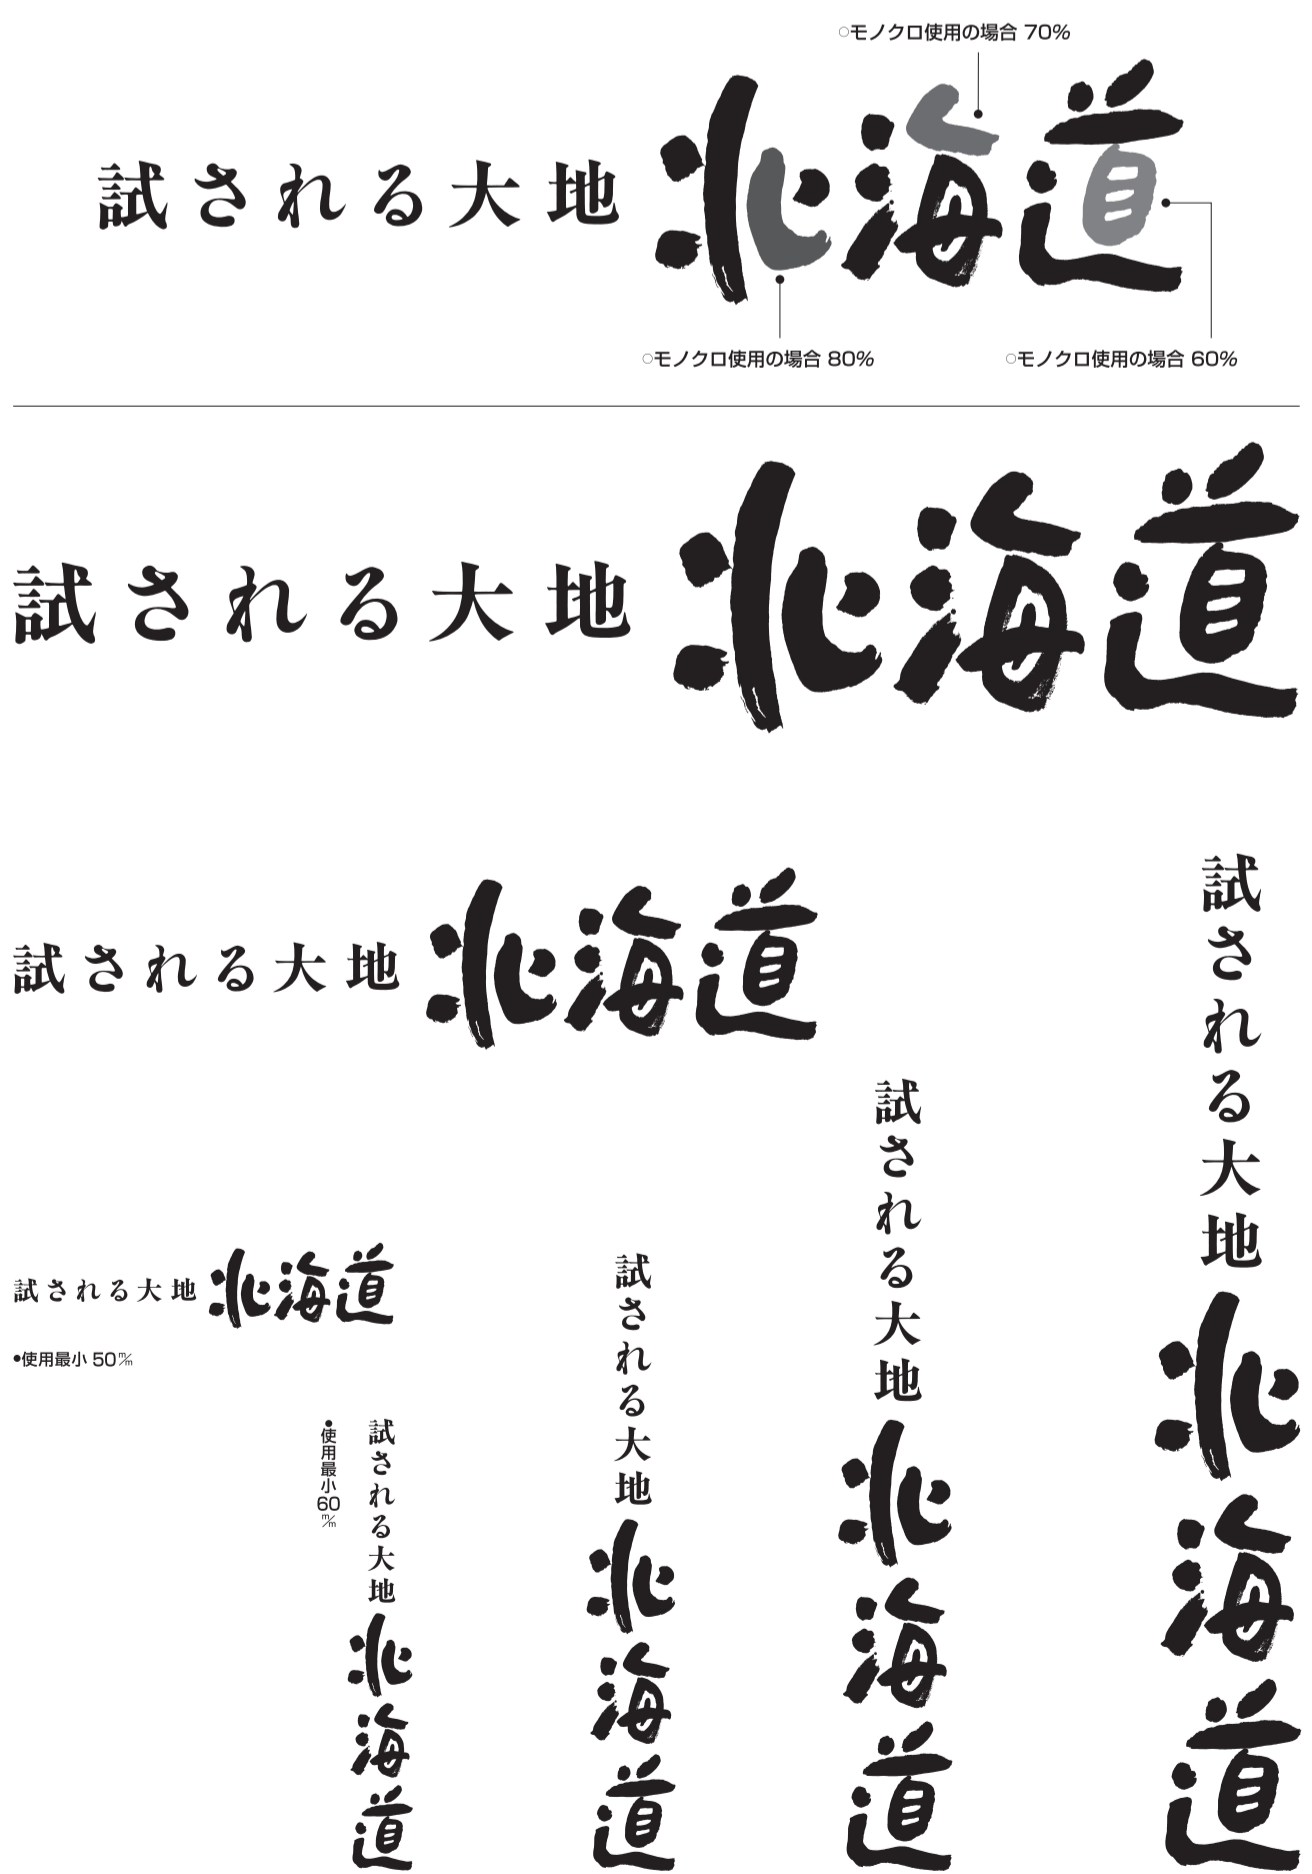 ○モノクロ使用の場合 70%
試される大地 北海道
○モノクロ使用の場合 80%
○モノクロ使用の場合 60%
試される大地 北海道
試される大地 北海道
試される大地 北海道
●使用最小 50㎜
試される大地 北海道
試される大地 北海道
試される大地 北海道
●使用最小 60㎜
試される大地 北海道